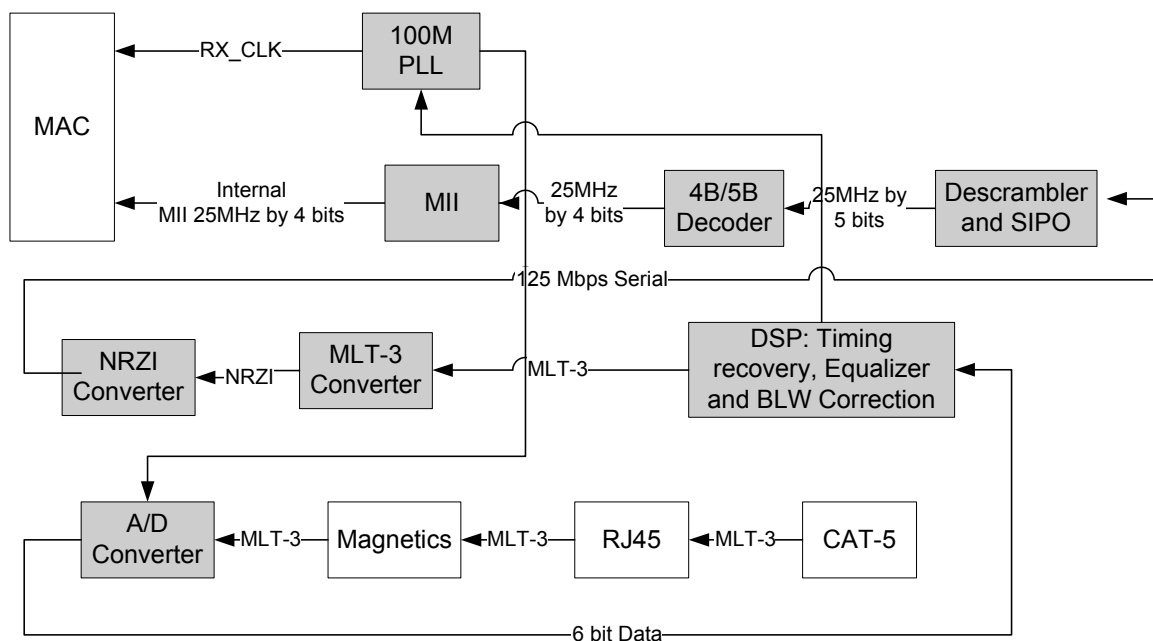 100M
PLL
RX_CLK
MAC
Internal
MII 25MHz by 4 bits
MII
25MHz
by 4 bits
4B/5B
Decoder
25MHz by
5 bits
Descrambler
and SIPO
125 Mbps Serial
NRZI
Converter
NRZI
MLT-3
Converter
MLT-3
DSP: Timing
recovery, Equalizer
and BLW Correction
A/D
Converter
MLT-3
Magnetics
MLT-3
RJ45
MLT-3
CAT-5
6 bit Data